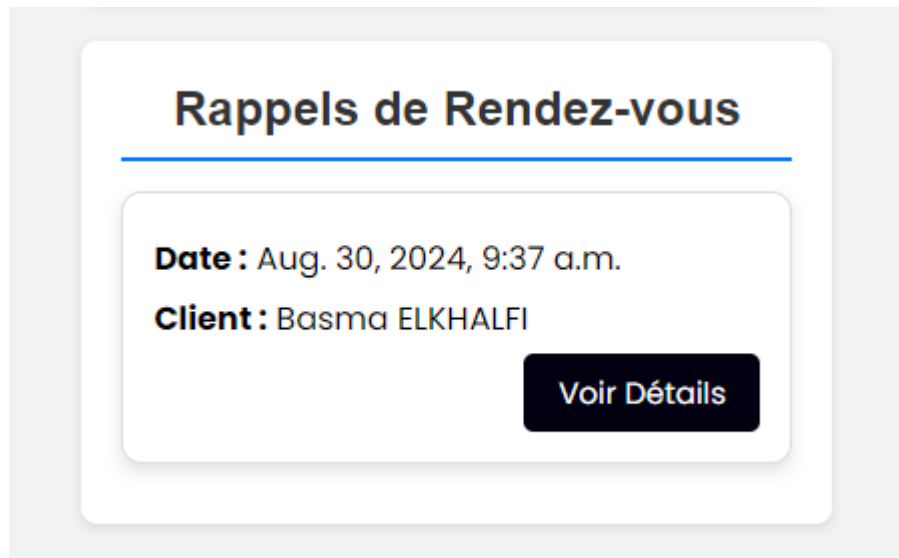 Rappels de Rendez-vous
Date : Aug. 30, 2024, 9:37 a.m.
Client : Basma ELKHALFI
Voir Détails